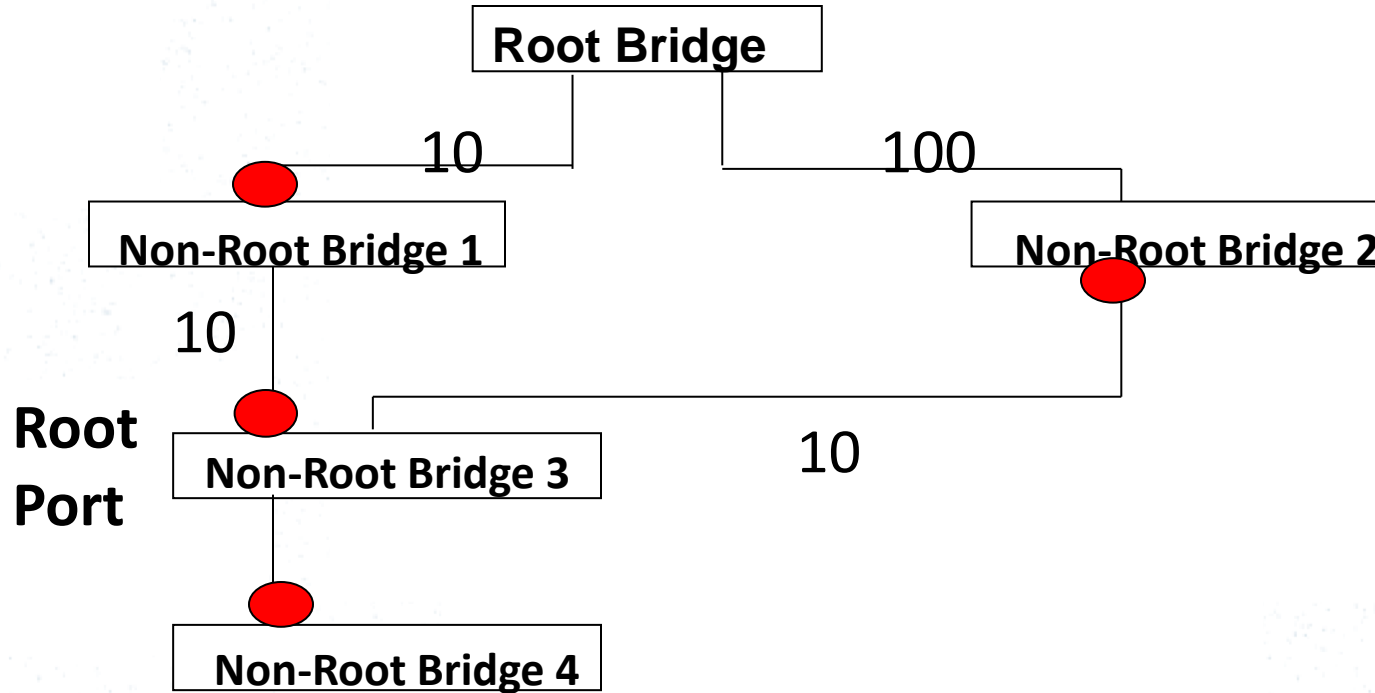 Root Bridge
10
100
Non-Root Bridge 1
Non-Root Bridge 2
10
Root
Port
Non-Root Bridge 3
10
Non-Root Bridge 4